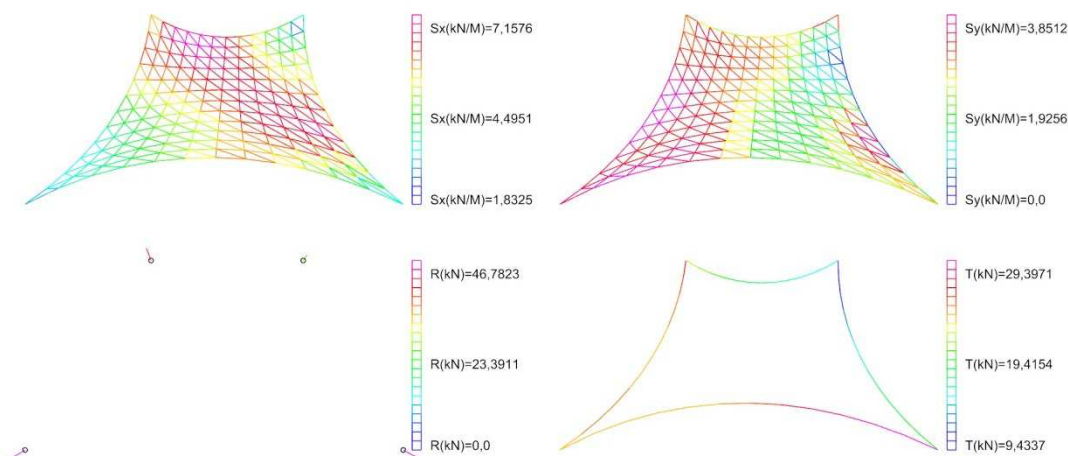 Sx(kN/M)=7,1576
Sx(kN/M)=4,4951
Sx(kN/M)=1,8325
Sy(kN/M)=3,8512
Sy(kN/M)=1,9256
Sy(kN/M)=0,0
R(kN)=46,7823
R(kN)=23,3911
R(kN)=0,0
T(kN)=29,3971
T(kN)=19,4154
T(kN)=9,4337